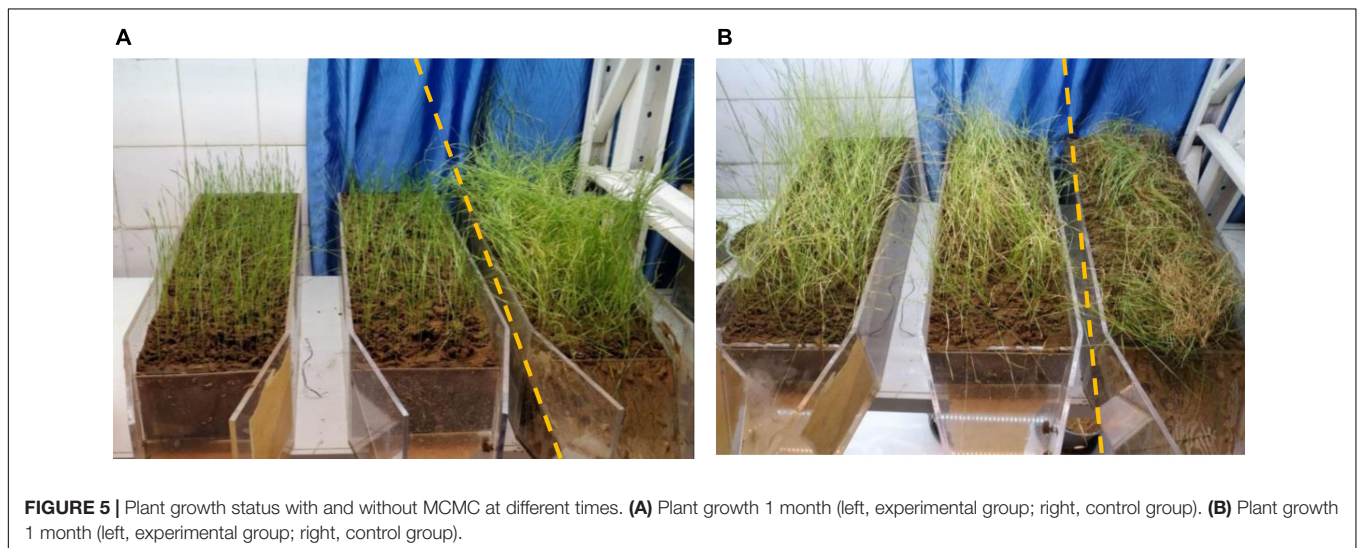 A
B
FIGURE 5 | Plant growth status with and without MCMC at different times. (A) Plant growth 1 month (left, experimental group; right, control group). (B) Plant growth
1 month (left, experimental group; right, control group).